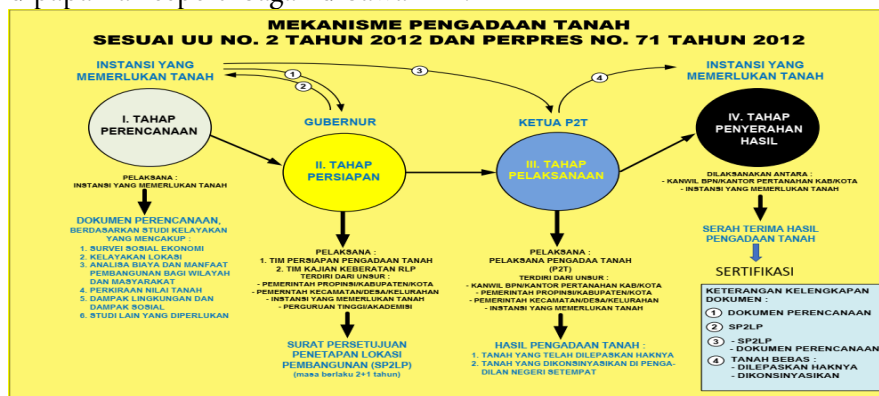 MEKANISME PENGADAAN TANAH
SESUAI UU NO. 2 TAHUN 2012 DAN PERPRES NO. 71 TAHUN 2012
INSTANSI YANG
MEMERLUKAN TANAH
1
2
3
4
INSTANSI YANG
MEMERLUKAN TANAH
I. TAHAP
PERENCANAAN
GUBERNUR
II. TAHAP
PERSIAPAN
KETUA P2T
III. TAHAP
PELAKSANAAN
IV. TAHAP
PENYERAHAN
HASIL
PELAKSANA :
INSTANSI YANG MEMERLUKAN TANAH
DOKUMEN PERENCANAAN,
BERDASARKAN STUDI KELAYAKAN
YANG MENCAKUP :
1. SURVEI SOSIAL EKONOMI
2. KELAYAKAN LOKASI
3. ANALISA BIAYA DAN MANFAAT
PEMBANGUNAN BAGI WILAYAH
DAN MASYARAKAT
4. PERKIRAAN NILAI TANAH
5. DAMPAK LINGKUNGAN DAN
DAMPAK SOSIAL
6. STUDI LAIN YANG DIPERLUKAN
PELAKSANA :
1. TIM PERSIAPAN PENGADAAN TANAH
2. TIM KAJIAN KEBERATAN RLP
TERDIRI DARI UNSUR :
- PEMERINTAH PROPINSI/KABUPATEN/KOTA
- PEMERNTAH KECAMATAN/DESA/KELURAHAN
- INSTANSI YANG MEMERLUKAN TANAH
- PERGURUAN TINGGI/AKADEMISI
SURAT PERSETUJUAN
PENETAPAN LOKASI
PEMBANGUNAN (SP2LP)
(masa berlaku 2+1 tahun)
PELAKSANA :
PELAKSANA PENGADAA TANAH
(P2T)
TERDIRI DARI UNSUR :
- KANWIL BPN/KANTOR PERTANAHAN KAB/KOTA
- PEMERINTAH PROPINSI/KABUPATEN/KOTA
- PEMERINTAH KECAMATAN/DESA/KELURAHAN
- INSTANSI YANG MEMERLUKAN TANAH
HASIL PENGADAAN TANAH :
1. TANAH YANG TELAH DILEPASKAN HAKNYA
2. TANAH YANG DIKONSINYASIKAN DI PENGA-
DILAN NEGERI SETEMPAT
DILAKSANAKAN ANTARA :
- KANWIL BPN/KANTOR PERTANAHAN KAB/KOTA
- INSTANSI YANG MEMERLUKAN TANAH
SERAH TERIMA HASIL
PENGADAAN TANAH
SERTIFIKASI
KETERANGAN KELENGKAPAN
DOKUMEN :
1 DOKUMEN PERENCANAAN
2 SP2LP
3 - SP2LP
- DOKUMEN PERENCANAAN
4 TANAH BEBAS :
- DILEPASKAN HAKNYA
- DIKONSINYASIKAN